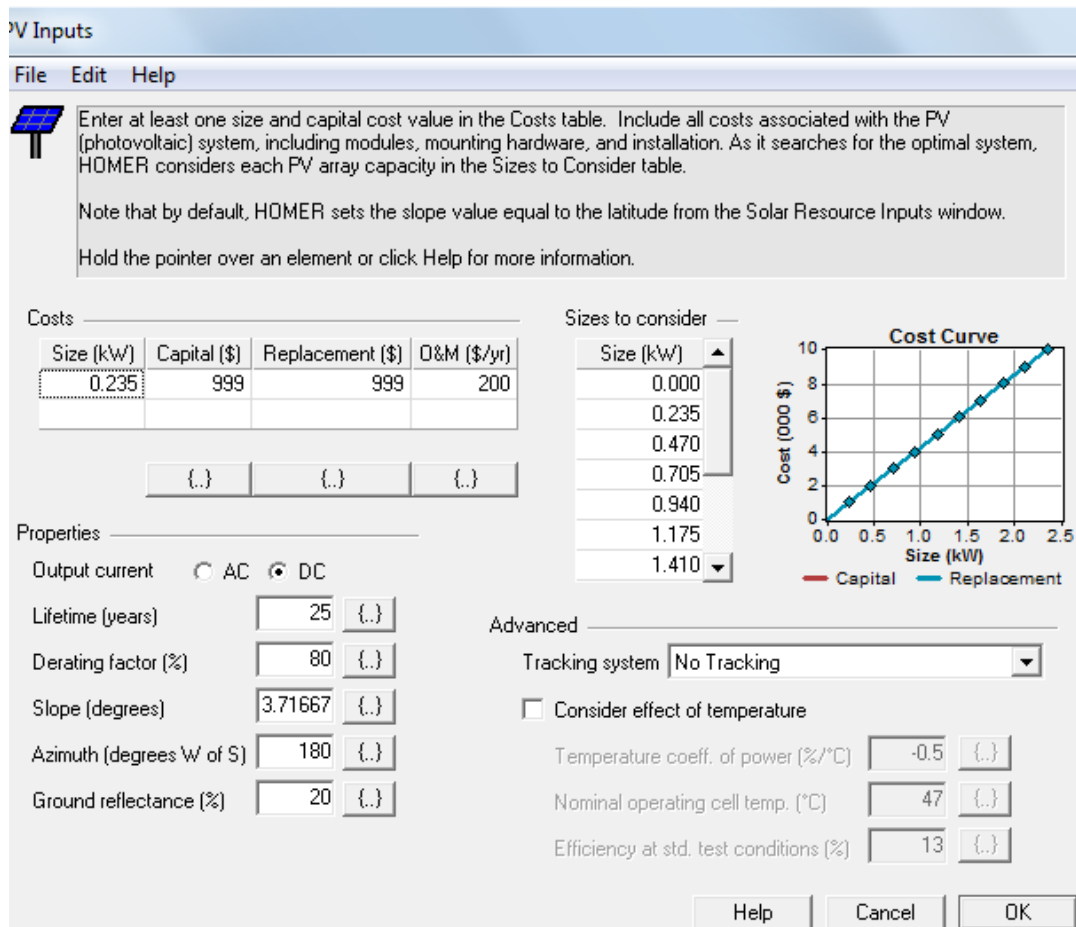 PV Inputs
File Edit Help
Enter at least one size and capital cost value in the Costs table. Include all costs associated with the PV
(photovoltaic) system, including modules, mounting hardware, and installation. As it searches for the optimal system,
HOMER considers each PV array capacity in the Sizes to Consider table.
Note that by default, HOMER sets the slope value equal to the latitude from the Solar Resource Inputs window.
Hold the pointer over an element or click Help for more information.
Costs
Size (kW) Capital ($) Replacement ($) O&M ($/yr)
0.235 999 999 200
{..} {..} {..}
Sizes to consider
Size (kW)
0.000
0.235
0.470
0.705
0.940
1.175
1.410
Cost Curve
Cost (000 $)
10
8
6
4
2
0
0.0 0.5 1.0 1.5 2.0 2.5
Size (kW)
Capital Replacement
Properties
Output current AC DC
Lifetime (years) 25 {..}
Derating factor (%) 80 {..}
Slope (degrees) 3.71667 {..}
Azimuth (degrees W of S) 180 {..}
Ground reflectance (%) 20 {..}
Advanced
Tracking system No Tracking
Consider effect of temperature
Temperature coeff. of power (%/°C) -0.5 {..}
Nominal operating cell temp. (°C) 47 {..}
Efficiency at std. test conditions (%) 13 {..}
Help Cancel OK